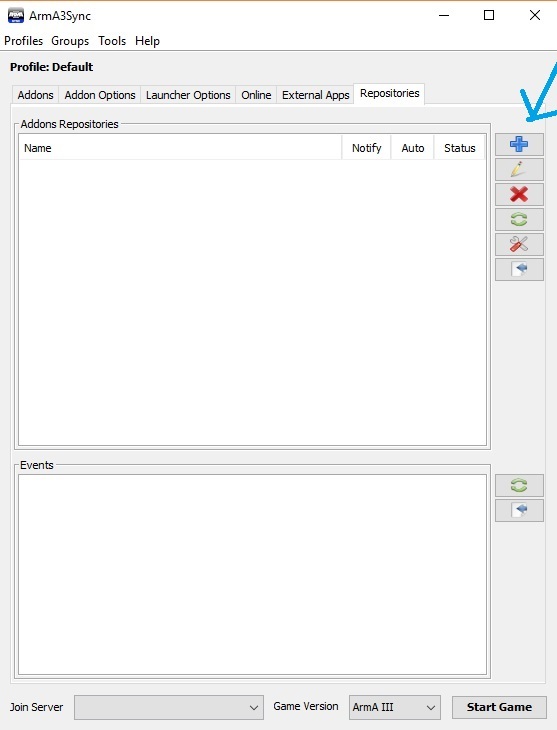 ArmA3Sync
Profiles Groups Tools Help
Profile: Default
Addons Addon Options Launcher Options Online External Apps Repositories
Addons Repositories
Name Notify Auto Status
Events
Join Server Game Version ArmA III Start Game